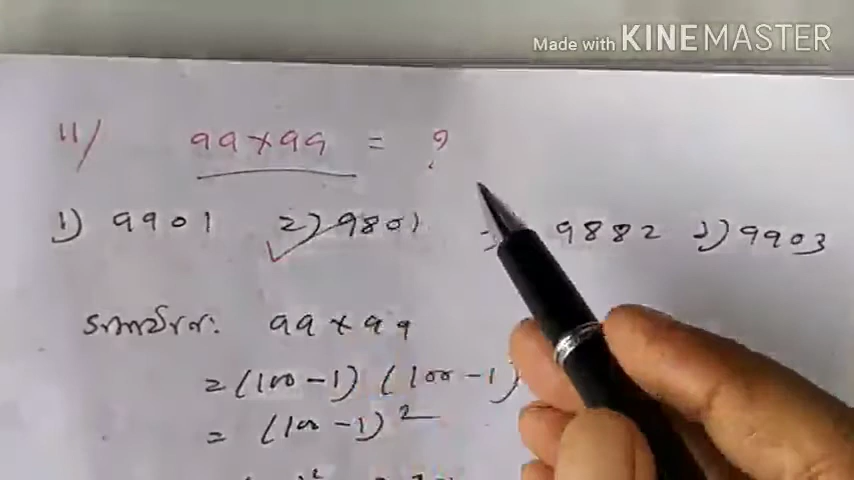 Made with KINEMASTER
11/ 99×99 = ?
1) 9901 2) 9801 9882 2) 9903
99×99
=(100-1) (100-1)
= (100-1)²